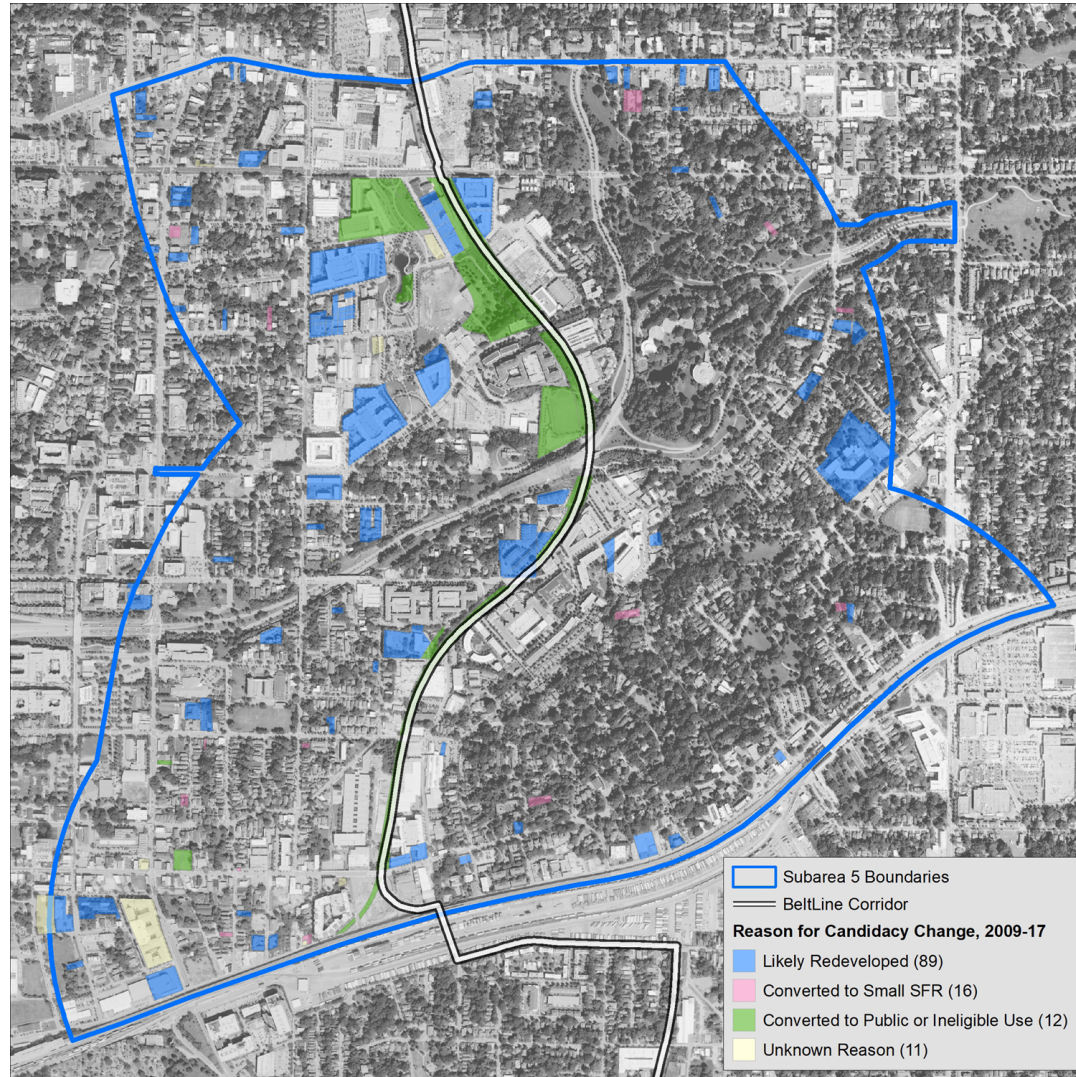 Subarea 5 Boundaries
BeltLine Corridor
Reason for Candidacy Change, 2009-17
Likely Redeveloped (89)
Converted to Small SFR (16)
Converted to Public or Ineligible Use (12)
Unknown Reason (11)